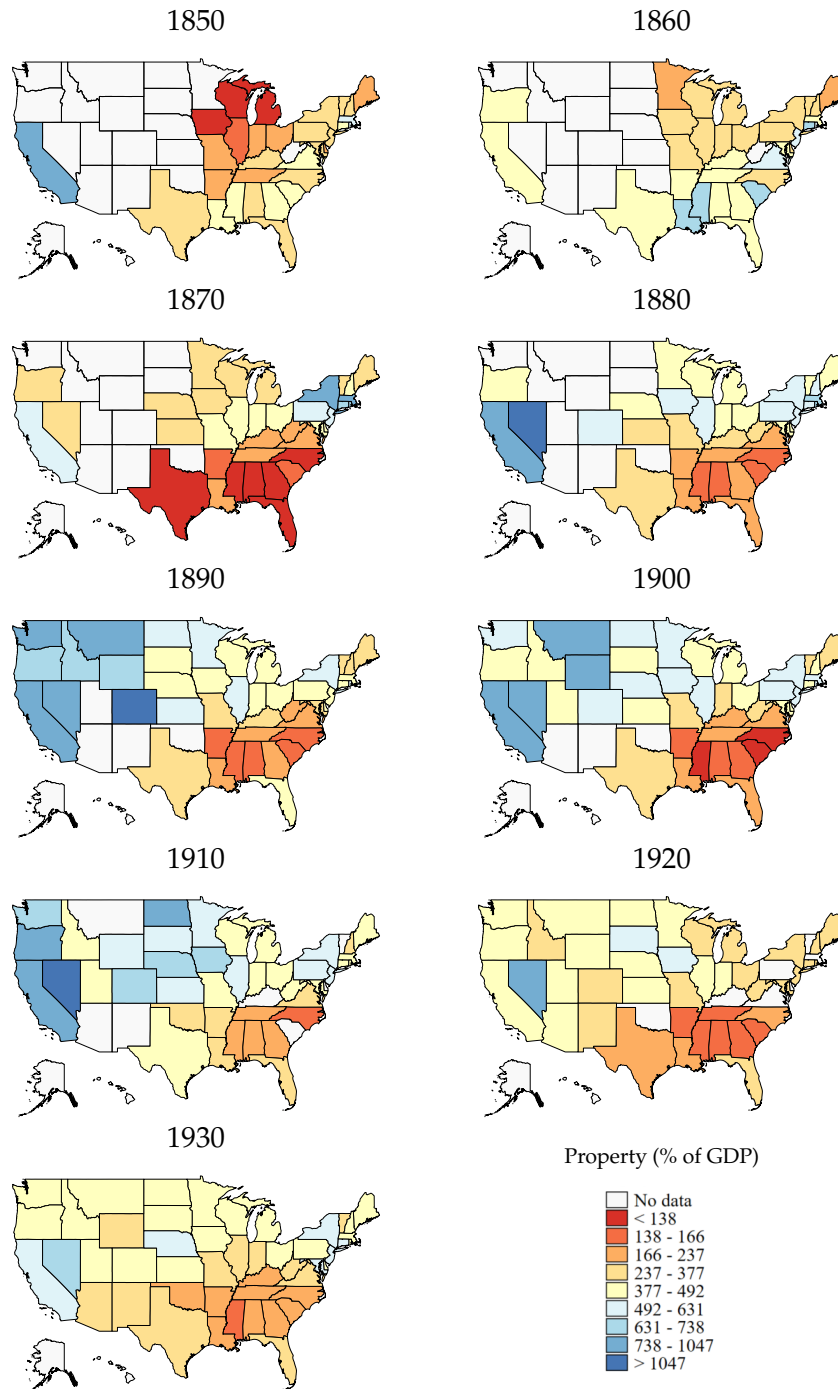 1850
1860
1870
1880
1890
1900
1910
1920
1930
Property (% of GDP)
No data
< 138
138 - 166
166 - 237
237 - 377
377 - 492
492 - 631
631 - 738
738 - 1047
> 1047